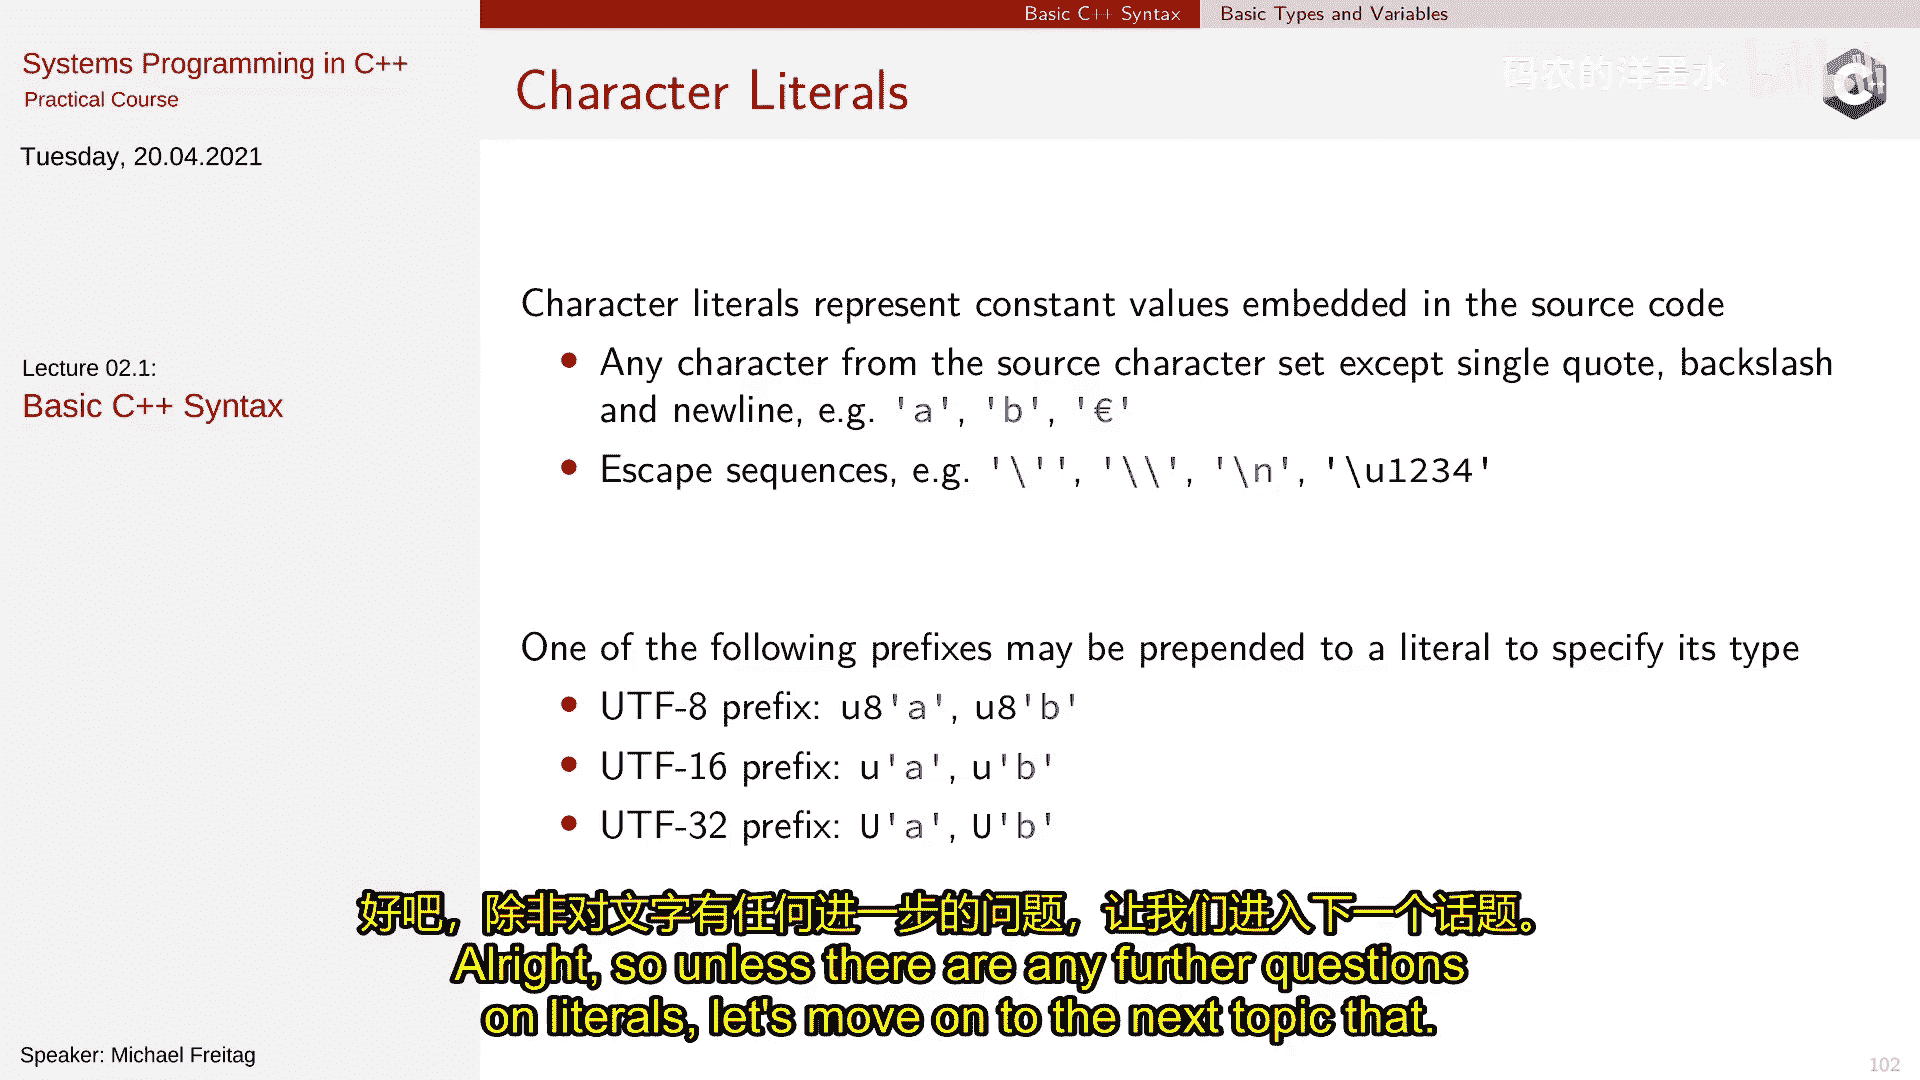 Basic C++ Syntax Basic Types and Variables
Systems Programming in C++
Practical Course
Tuesday, 20.04.2021
Lecture 02.1:
Basic C++ Syntax
Character Literals
码农的洋墨水
Character literals represent constant values embedded in the source code
• Any character from the source character set except single quote, backslash
and newline, e.g. 'a', 'b', '€'
• Escape sequences, e.g. '\'', '\\', '\n', '\u1234'
One of the following prefixes may be prepended to a literal to specify its type
• UTF-8 prefix: u8'a', u8'b'
• UTF-16 prefix: u'a', u'b'
• UTF-32 prefix: U'a', U'b'
好吧，除非对文字有任何进一步的问题，让我们进入下一个话题。
Alright, so unless there are any further questions
on literals, let's move on to the next topic that.
Speaker: Michael Freitag
102